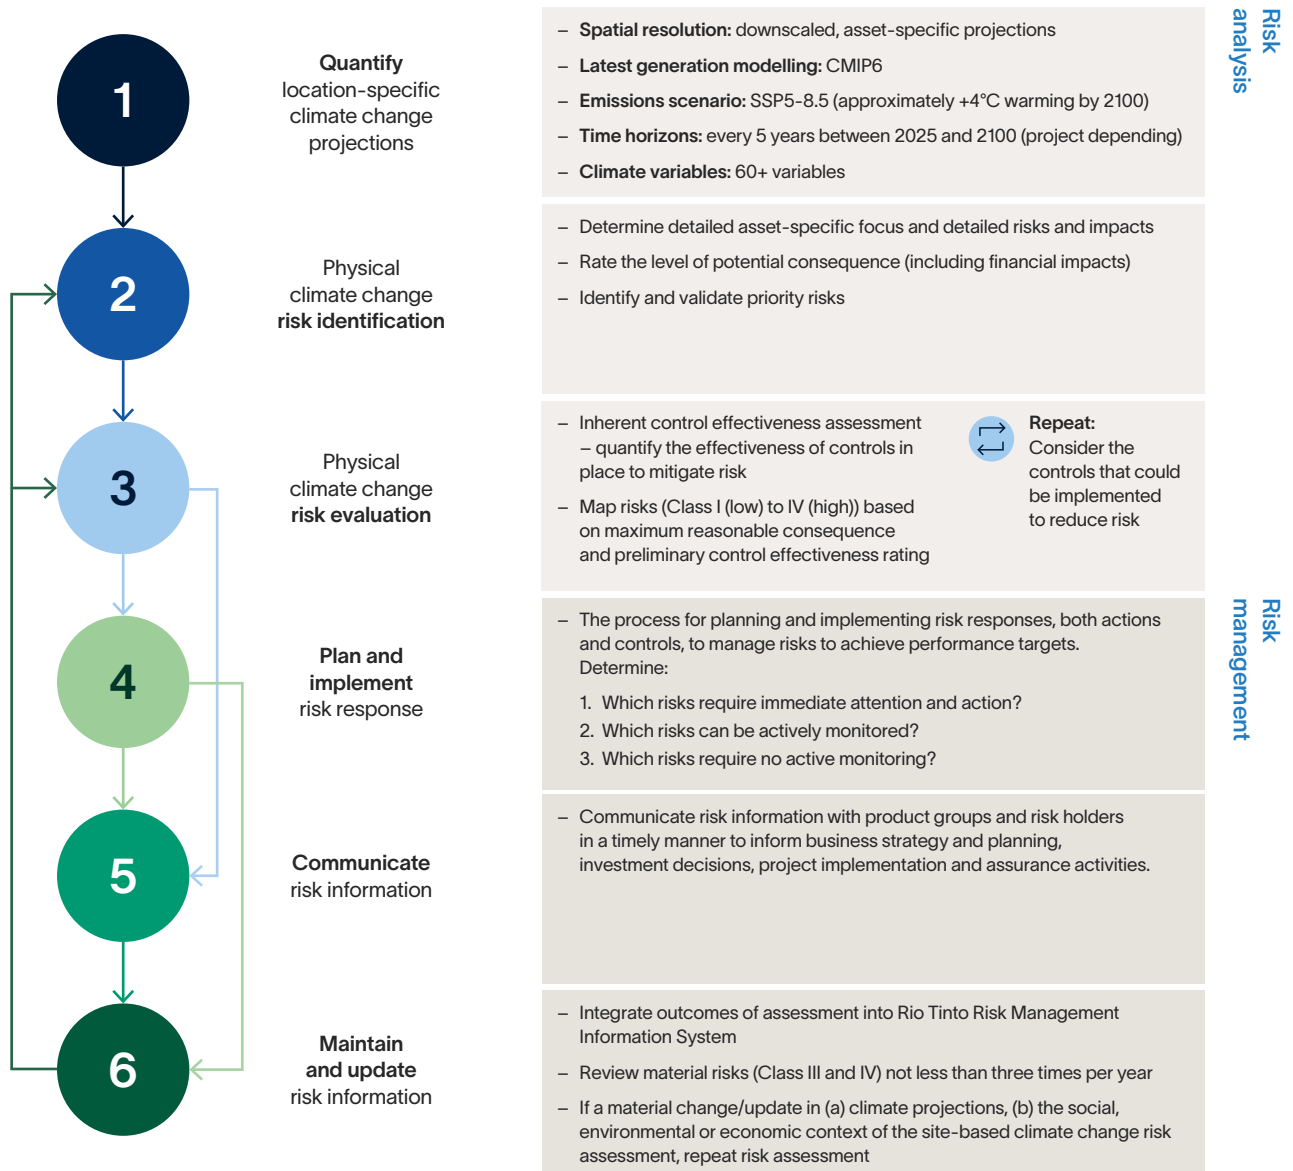 1
Quantify
location-specific
climate change
projections
– Spatial resolution: downscaled, asset-specific projections
– Latest generation modelling: CMIP6
– Emissions scenario: SSP5-8.5 (approximately +4°C warming by 2100)
– Time horizons: every 5 years between 2025 and 2100 (project depending)
– Climate variables: 60+ variables
Risk
analysis
2
Physical
climate change
risk identification
– Determine detailed asset-specific focus and detailed risks and impacts
– Rate the level of potential consequence (including financial impacts)
– Identify and validate priority risks
3
Physical
climate change
risk evaluation
– Inherent control effectiveness assessment
– quantify the effectiveness of controls in
place to mitigate risk
– Map risks (Class I (low) to IV (high)) based
on maximum reasonable consequence
and preliminary control effectiveness rating
Repeat:
Consider the
controls that could
be implemented
to reduce risk
4
Plan and
implement
risk response
– The process for planning and implementing risk responses, both actions
and controls, to manage risks to achieve performance targets.
Determine:
1. Which risks require immediate attention and action?
2. Which risks can be actively monitored?
3. Which risks require no active monitoring?
Risk
management
5
Communicate
risk information
– Communicate risk information with product groups and risk holders
in a timely manner to inform business strategy and planning,
investment decisions, project implementation and assurance activities.
6
Maintain
and update
risk information
– Integrate outcomes of assessment into Rio Tinto Risk Management
Information System
– Review material risks (Class III and IV) not less than three times per year
– If a material change/update in (a) climate projections, (b) the social,
environmental or economic context of the site-based climate change risk
assessment, repeat risk assessment